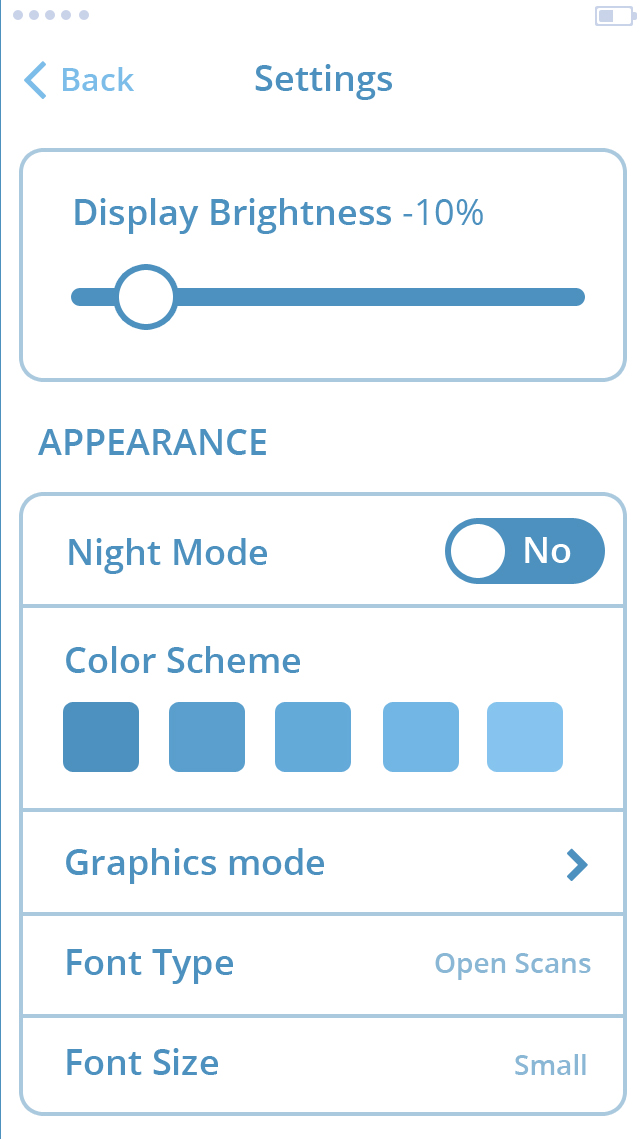 Back
Settings
Display Brightness -10%
APPEARANCE
Night Mode
No
Color Scheme
Graphics mode
Font Type
Open Scans
Font Size
Small